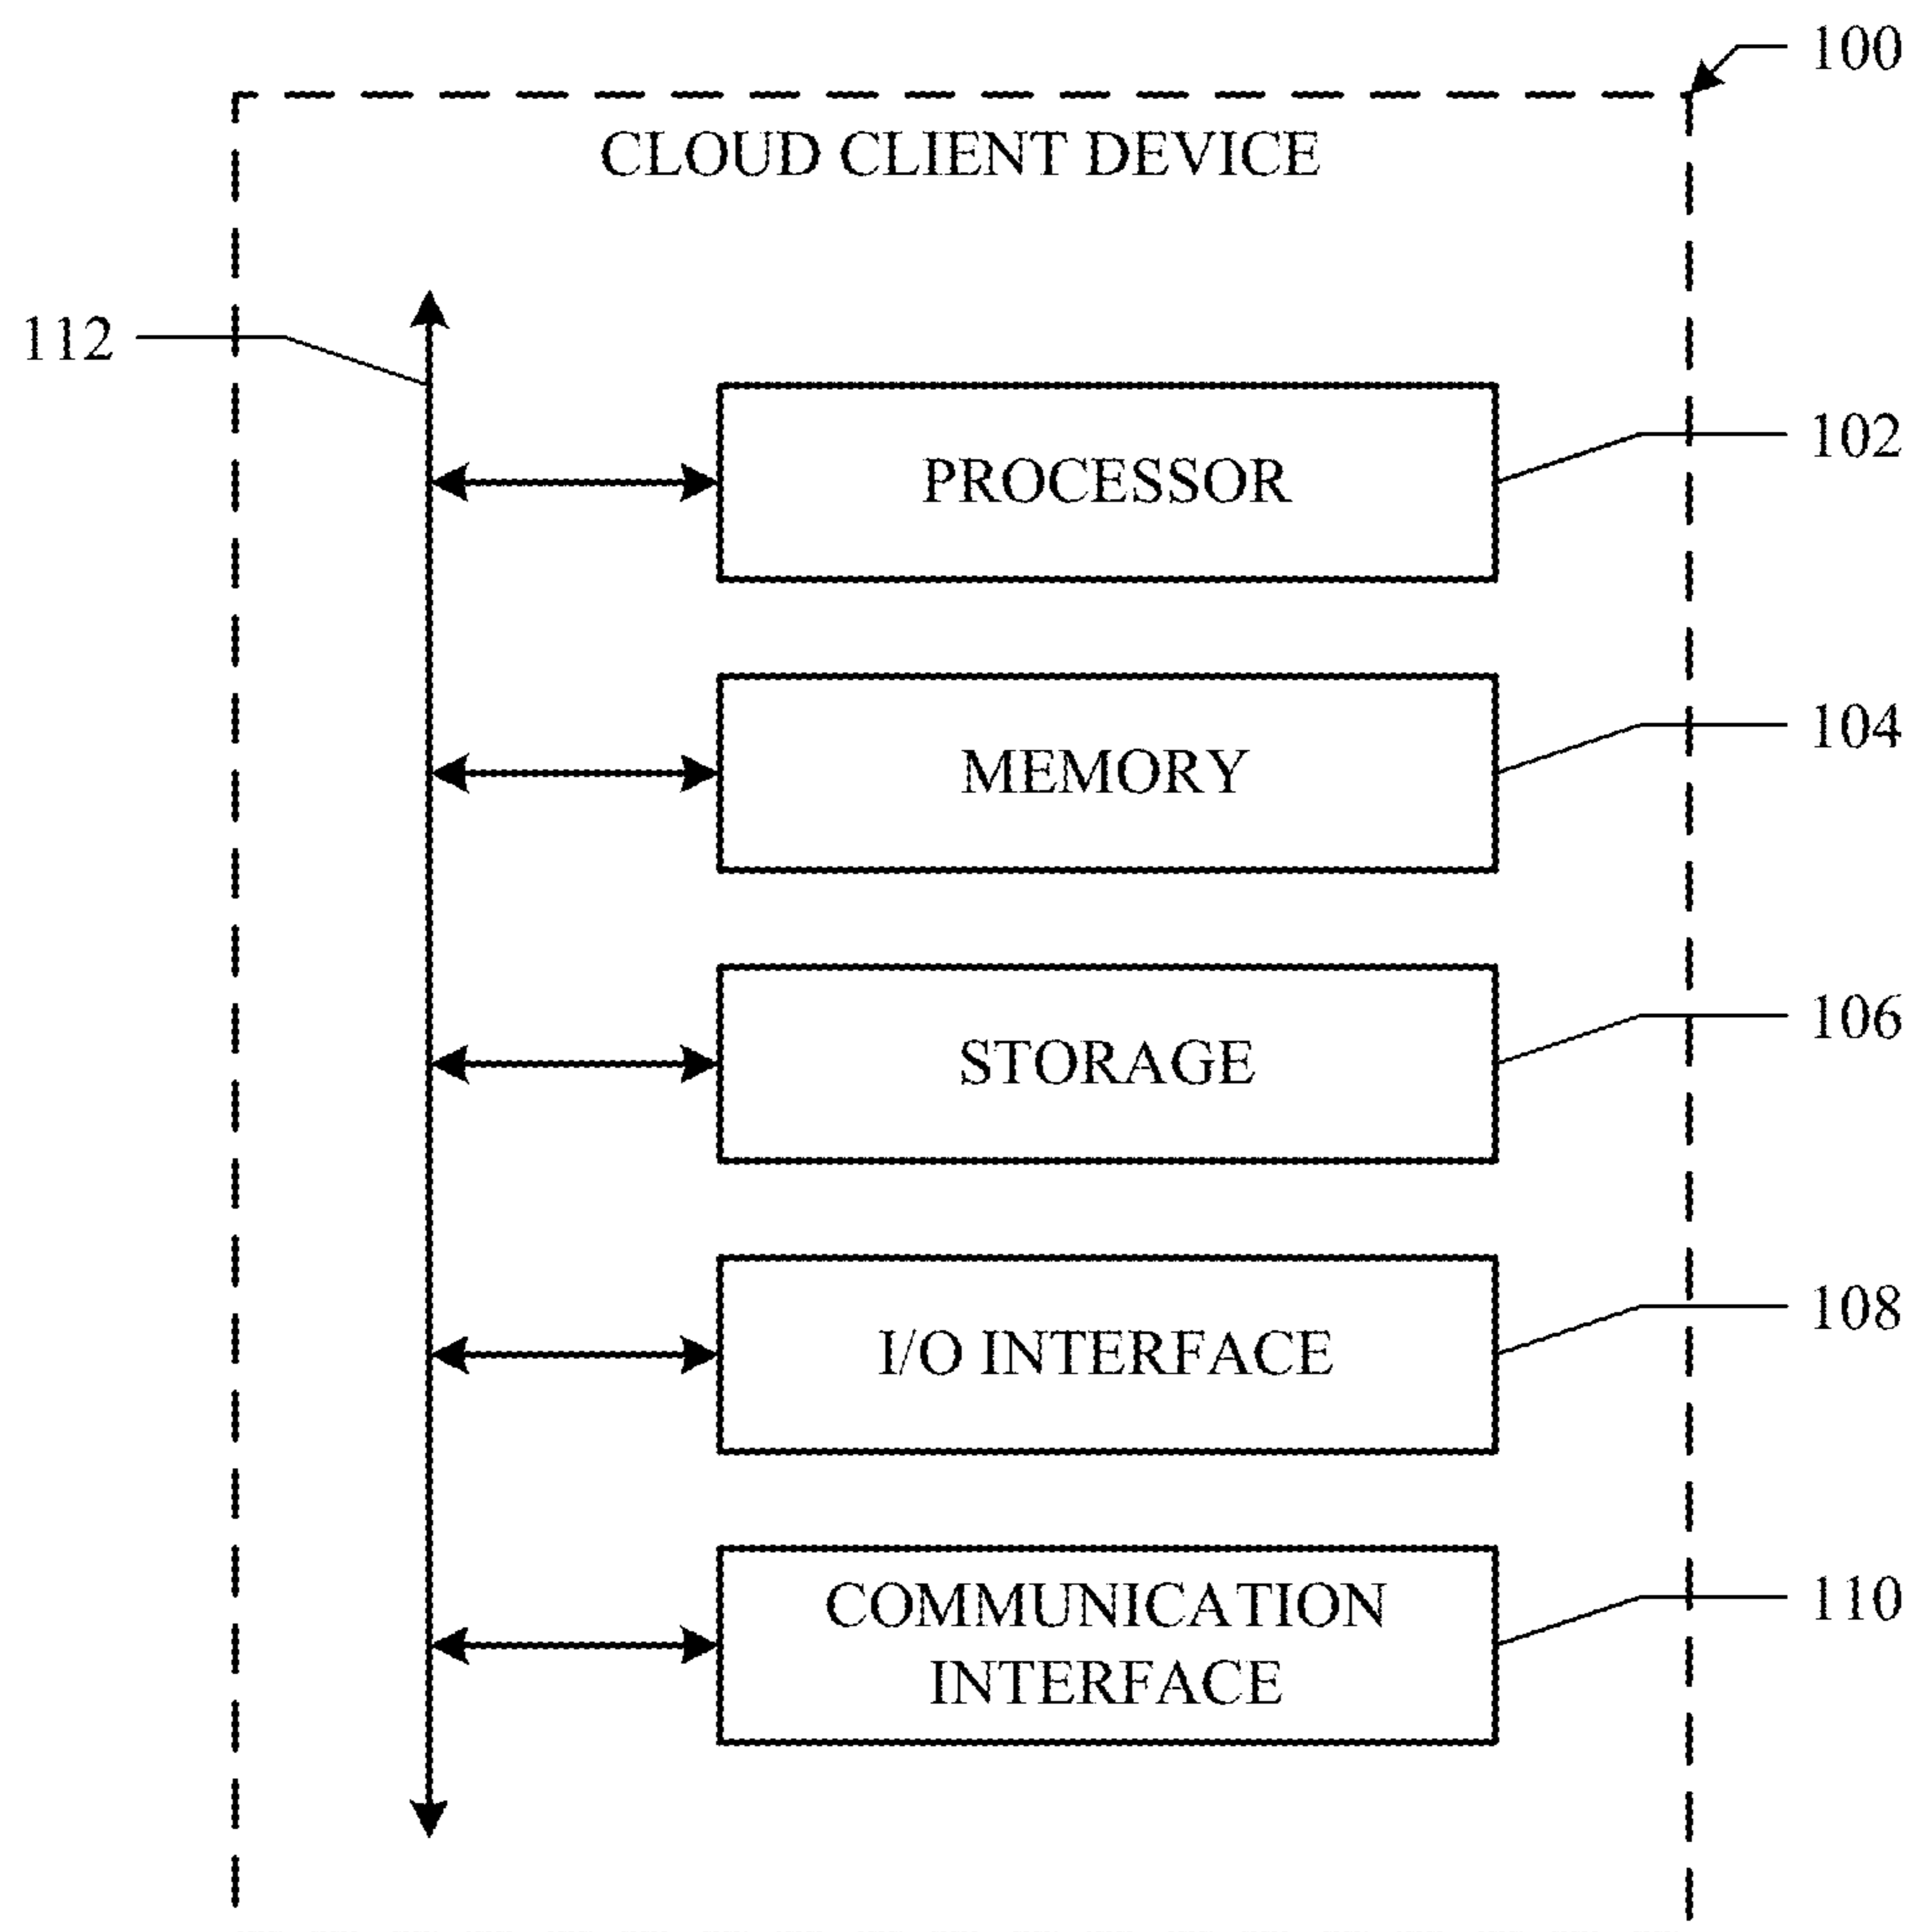 100
CLOUD CLIENT DEVICE
112
PROCESSOR
102
MEMORY
104
STORAGE
106
I/O INTERFACE
108
COMMUNICATION
INTERFACE
110